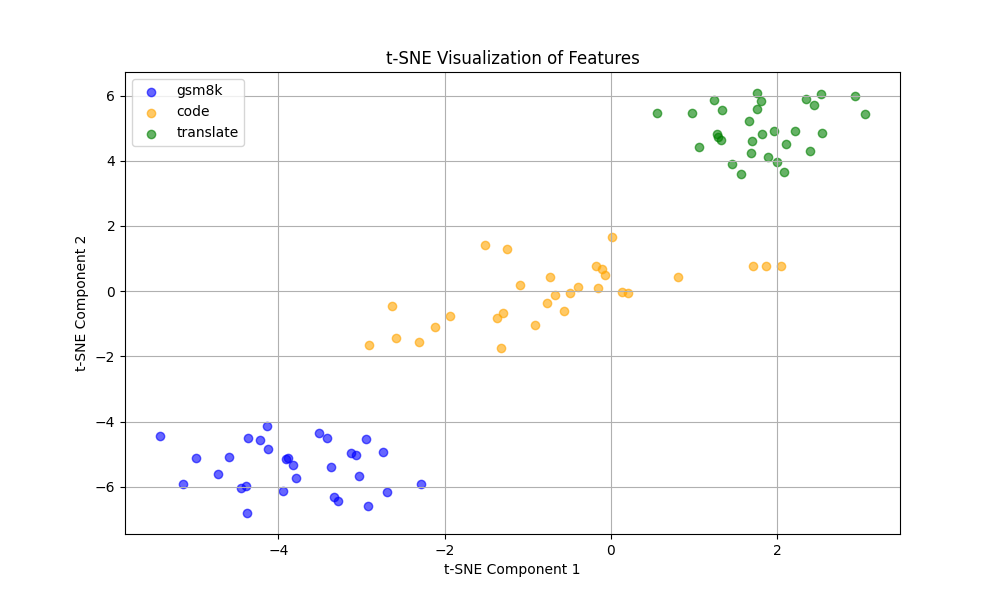 t-SNE Visualization of Features
gsm8k
code
translate
6
4
2
0
−2
−4
−6
t-SNE Component 2
−4
−2
0
2
t-SNE Component 1